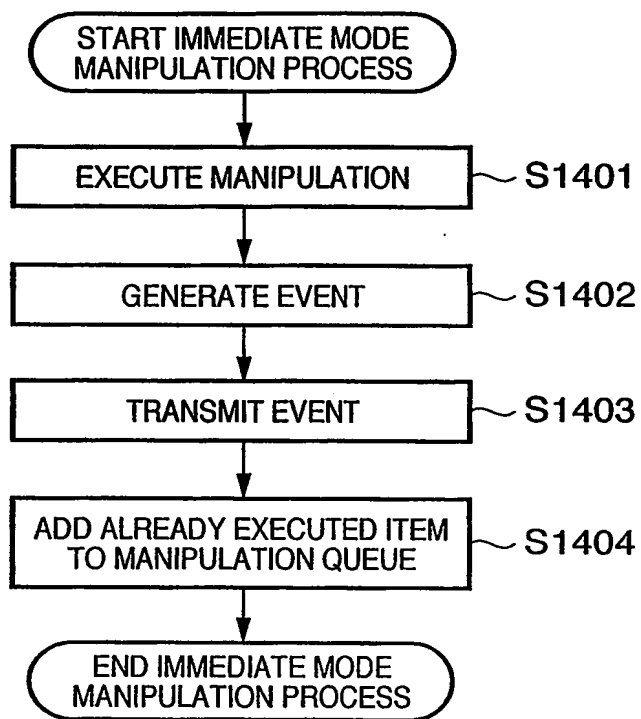 START IMMEDIATE MODE
MANIPULATION PROCESS
EXECUTE MANIPULATION
S1401
GENERATE EVENT
S1402
TRANSMIT EVENT
S1403
ADD ALREADY EXECUTED ITEM
TO MANIPULATION QUEUE
S1404
END IMMEDIATE MODE
MANIPULATION PROCESS